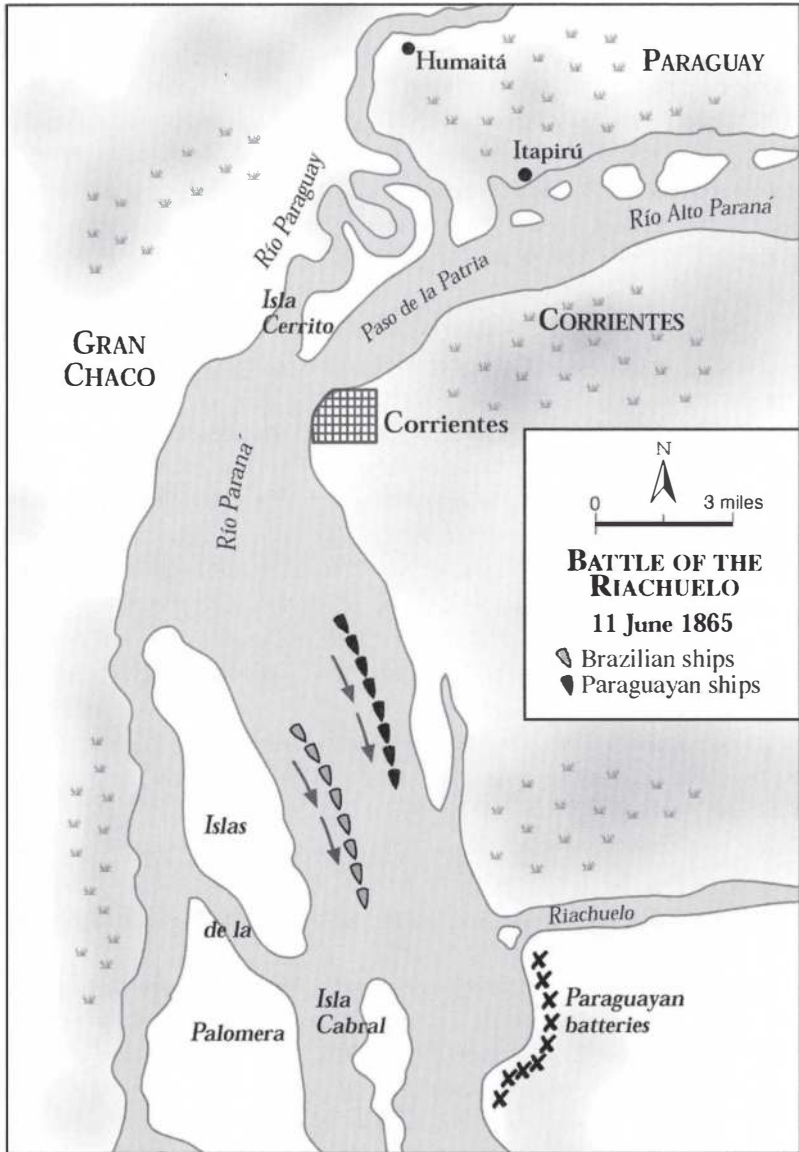 Humaitá
PARAGUAY
Itapirú
Río Alto Paraná
Río Paraguay
Paso de la Patria
Isla
Cerrito
GRAN
CHACO
CORRIENTES
Corrientes
Río Paraná
N
0 3 miles
BATTLE OF THE
RIACHUELO
11 June 1865
Brazilian ships
Paraguayan ships
Islas
de la
Palomera
Isla
Cabral
Riachuelo
Paraguayan
batteries